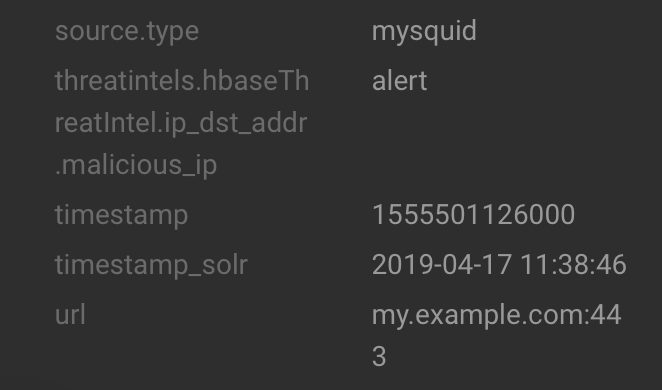 source.type mysquid
threatintels.hbaseTh alert
reatIntel.ip_dst_addr
.malicious_ip
timestamp 1555501126000
timestamp_solr 2019-04-17 11:38:46
url my.example.com:44
3